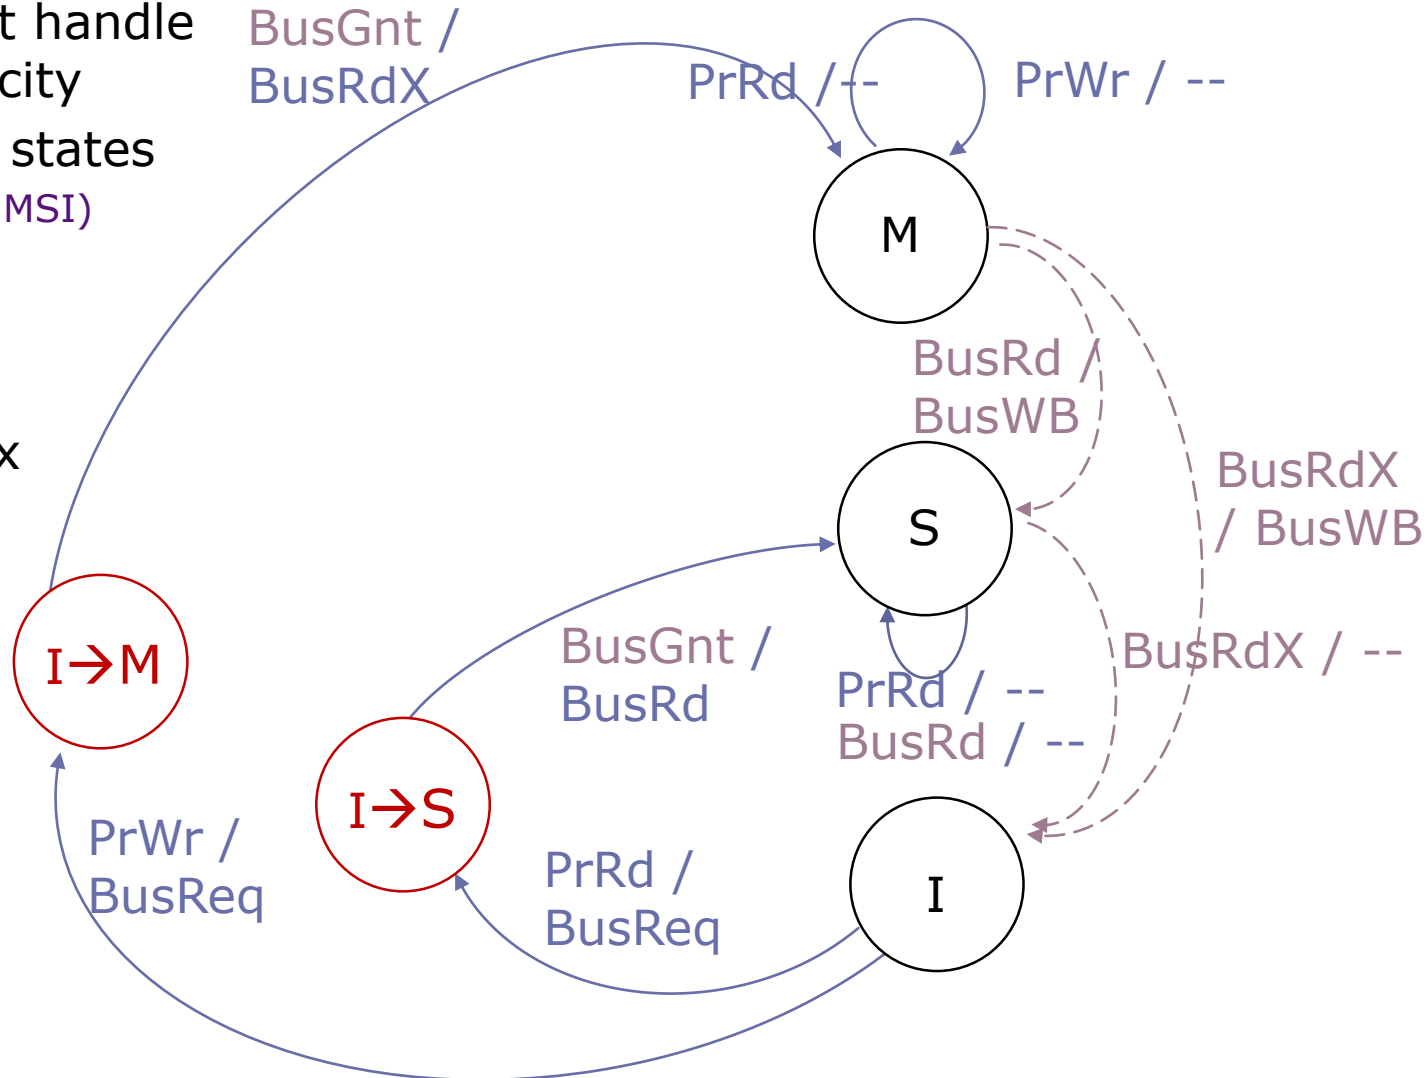 t handle
city
states
MSI)
x
BusGnt /
BusRdX
PrRd /--
PrWr / --
M
BusRd /
BusWB
BusRdX
/ BusWB
S
BusGnt /
BusRd
PrRd / --
BusRd / --
BusRdX / --
I→M
I→S
PrWr /
BusReq
PrRd /
BusReq
I